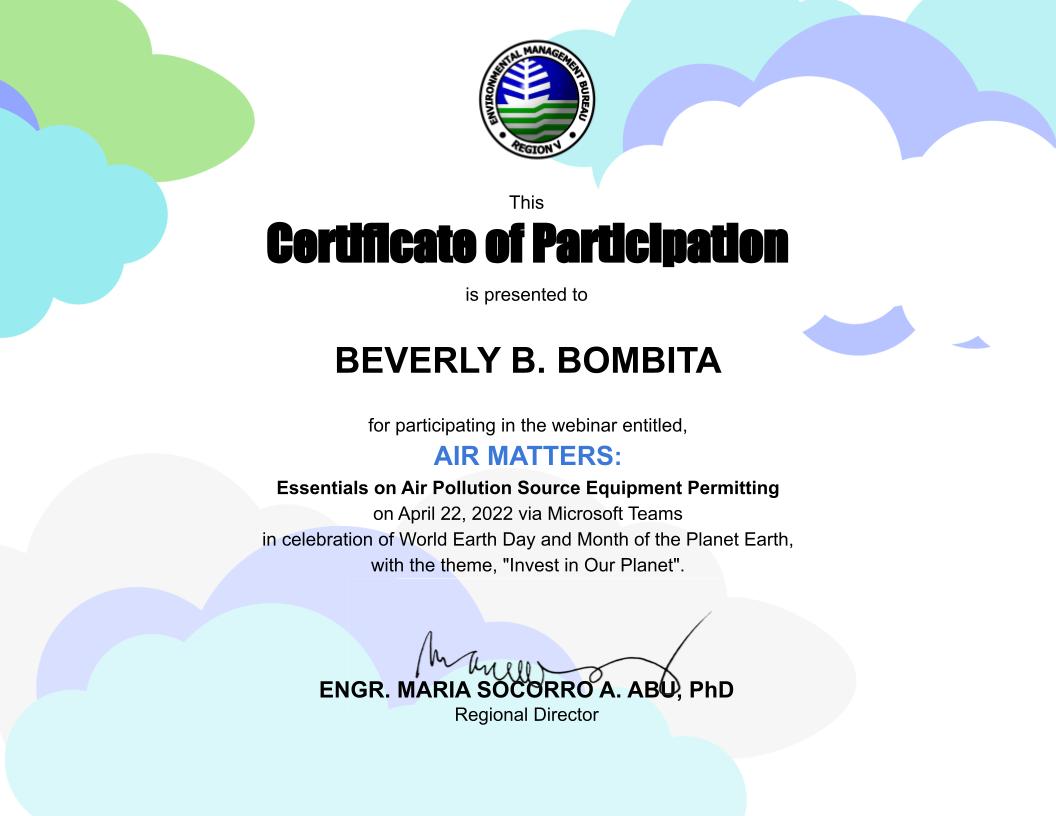 ENVIRONMENTAL MANAGEMENT BUREAU
REGION V
This
Certificate of Participation
is presented to
BEVERLY B. BOMBITA
for participating in the webinar entitled,
AIR MATTERS:
Essentials on Air Pollution Source Equipment Permitting
on April 22, 2022 via Microsoft Teams
in celebration of World Earth Day and Month of the Planet Earth,
with the theme, "Invest in Our Planet".
ENGR. MARIA SOCORRO A. ABU, PhD
Regional Director